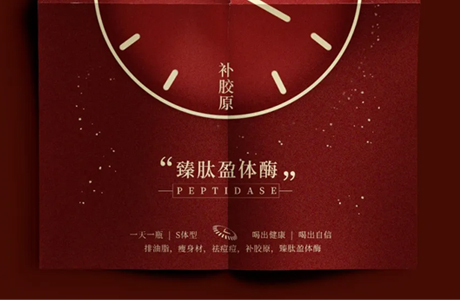 补胶原
“臻肽盈体酶”
PEPTIDASE
一天一瓶 | S体型 喝出健康 | 喝出自信
排油脂，瘦身材，祛痘痘，补胶原，臻肽盈体酶